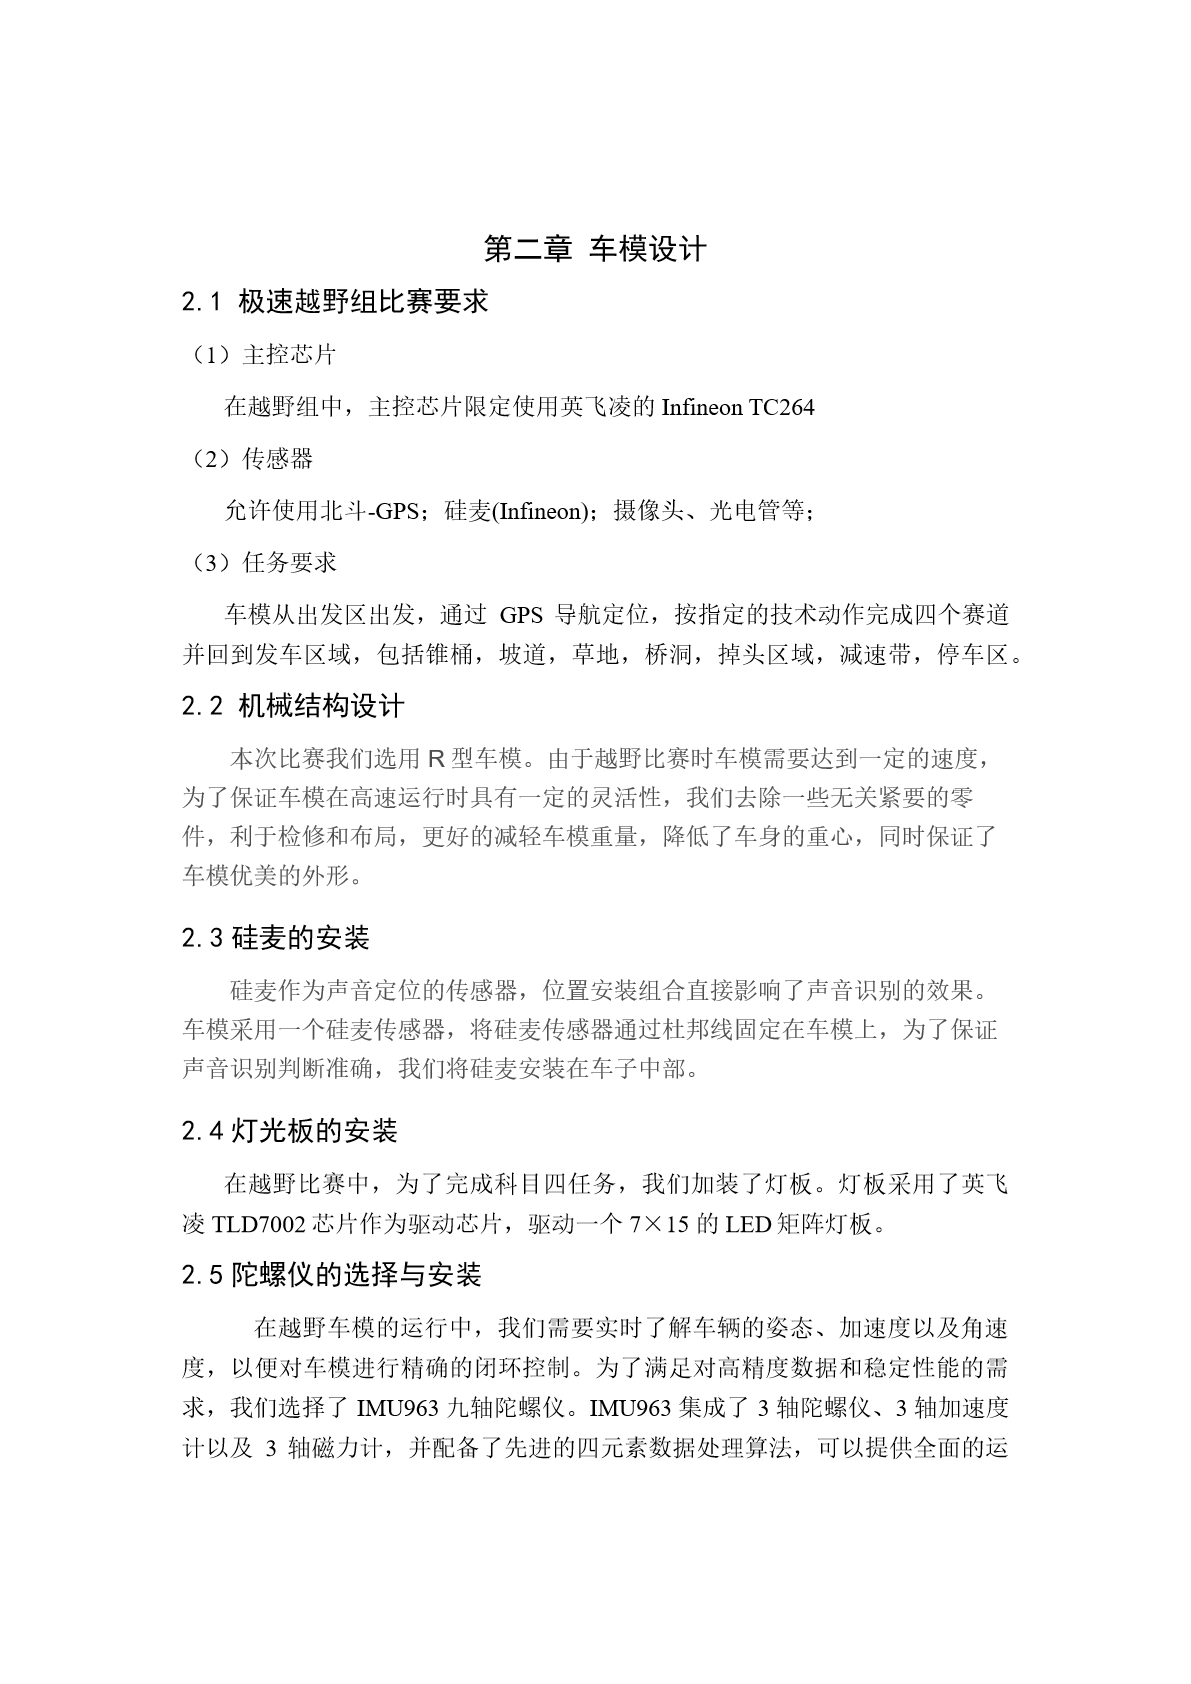 第二章 车模设计
2.1 极速越野组比赛要求
（1）主控芯片
在越野组中，主控芯片限定使用英飞凌的 Infineon TC264
（2）传感器
允许使用北斗-GPS；硅麦(Infineon)；摄像头、光电管等；
（3）任务要求
车模从出发区出发，通过 GPS 导航定位，按指定的技术动作完成四个赛道
并回到发车区域，包括锥桶，坡道，草地，桥洞，掉头区域，减速带，停车区。
2.2 机械结构设计
本次比赛我们选用 R 型车模。由于越野比赛时车模需要达到一定的速度，
为了保证车模在高速运行时具有一定的灵活性，我们去除一些无关紧要的零
件，利于检修和布局，更好的减轻车模重量，降低了车身的重心，同时保证了
车模优美的外形。
2.3 硅麦的安装
硅麦作为声音定位的传感器，位置安装组合直接影响了声音识别的效果。
车模采用一个硅麦传感器，将硅麦传感器通过杜邦线固定在车模上，为了保证
声音识别判断准确，我们将硅麦安装在车子中部。
2.4 灯光板的安装
在越野比赛中，为了完成科目四任务，我们加装了灯板。灯板采用了英飞
凌 TLD7002 芯片作为驱动芯片，驱动一个 7×15 的 LED 矩阵灯板。
2.5 陀螺仪的选择与安装
在越野车模的运行中，我们需要实时了解车辆的姿态、加速度以及角速
度，以便对车模进行精确的闭环控制。为了满足对高精度数据和稳定性能的需
求，我们选择了 IMU963 九轴陀螺仪。IMU963 集成了 3 轴陀螺仪、3 轴加速度
计以及 3 轴磁力计，并配备了先进的四元素数据处理算法，可以提供全面的运